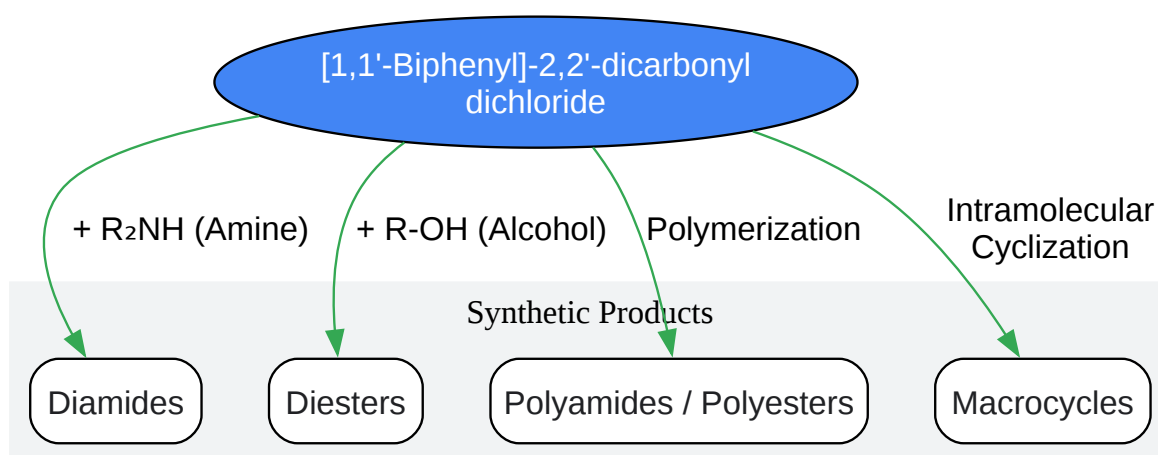 [1,1'-Biphenyl]-2,2'-dicarbonyl
dichloride
+ R₂NH (Amine)
+ R-OH (Alcohol)
Polymerization
Intramolecular
Cyclization
Synthetic Products
Diamides
Diesters
Polyamides / Polyesters
Macrocycles